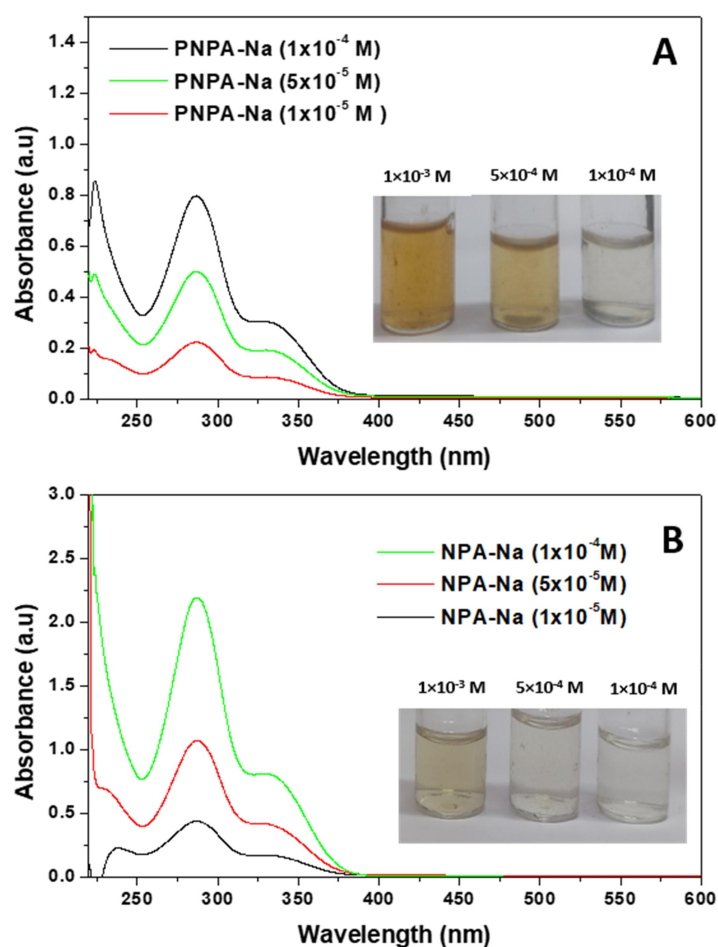 A
PNPA-Na (1x10⁻⁴ M)
PNPA-Na (5x10⁻⁵ M)
PNPA-Na (1x10⁻⁵ M )
1×10⁻³ M 5×10⁻⁴ M 1×10⁻⁴ M
Absorbance (a.u)
1.4
1.2
1.0
0.8
0.6
0.4
0.2
0.0
250 300 350 400 450 500 550 600
Wavelength (nm)
B
NPA-Na (1x10⁻⁴M)
NPA-Na (5x10⁻⁵M)
NPA-Na (1x10⁻⁵M)
1×10⁻³ M 5×10⁻⁴ M 1×10⁻⁴ M
Absorbance (a.u)
3.0
2.5
2.0
1.5
1.0
0.5
0.0
250 300 350 400 450 500 550 600
Wavelength (nm)